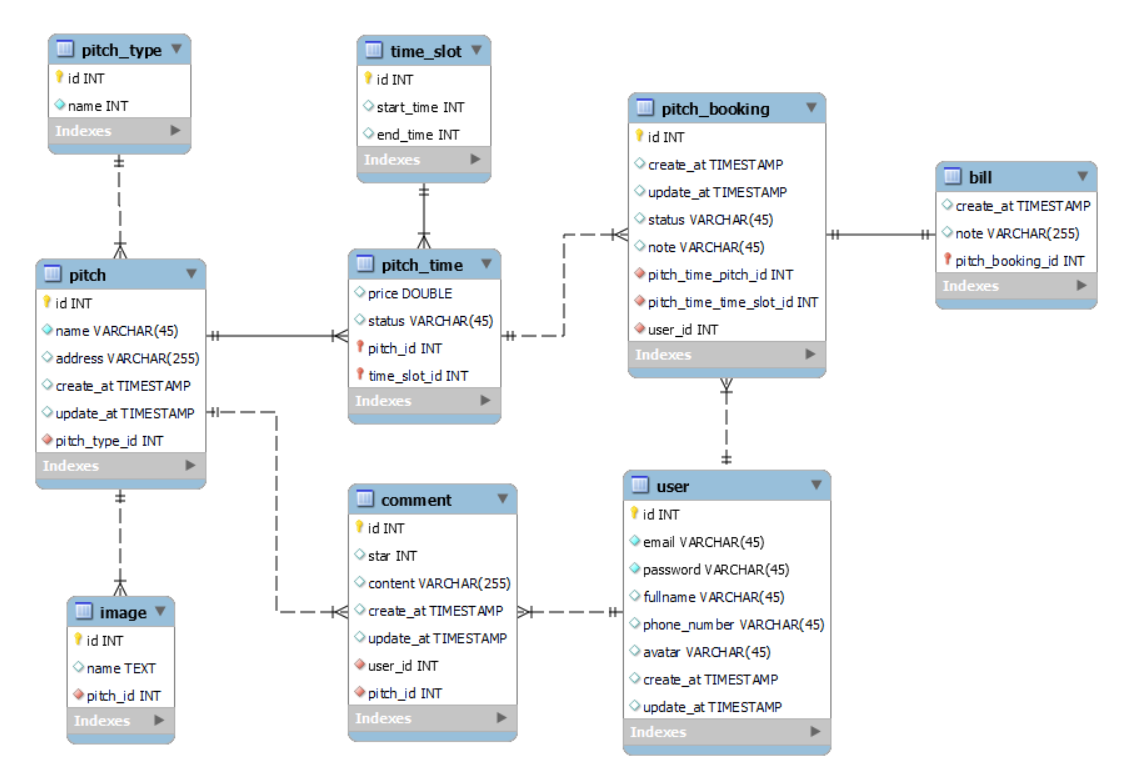 pitch_type
id INT
name INT
Indexes
time_slot
id INT
start_time INT
end_time INT
Indexes
pitch_booking
id INT
create_at TIMESTAMP
update_at TIMESTAMP
status VARCHAR(45)
note VARCHAR(45)
pitch_time_pitch_id INT
pitch_time_time_slot_id INT
user_id INT
Indexes
bill
create_at TIMESTAMP
note VARCHAR(255)
pitch_booking_id INT
Indexes
pitch
id INT
name VARCHAR(45)
address VARCHAR(255)
create_at TIMESTAMP
update_at TIMESTAMP
pitch_type_id INT
Indexes
pitch_time
price DOUBLE
status VARCHAR(45)
pitch_id INT
time_slot_id INT
Indexes
comment
id INT
star INT
content VARCHAR(255)
create_at TIMESTAMP
update_at TIMESTAMP
user_id INT
pitch_id INT
Indexes
user
id INT
email VARCHAR(45)
password VARCHAR(45)
fullname VARCHAR(45)
phone_number VARCHAR(45)
avatar VARCHAR(45)
create_at TIMESTAMP
update_at TIMESTAMP
Indexes
image
id INT
name TEXT
pitch_id INT
Indexes